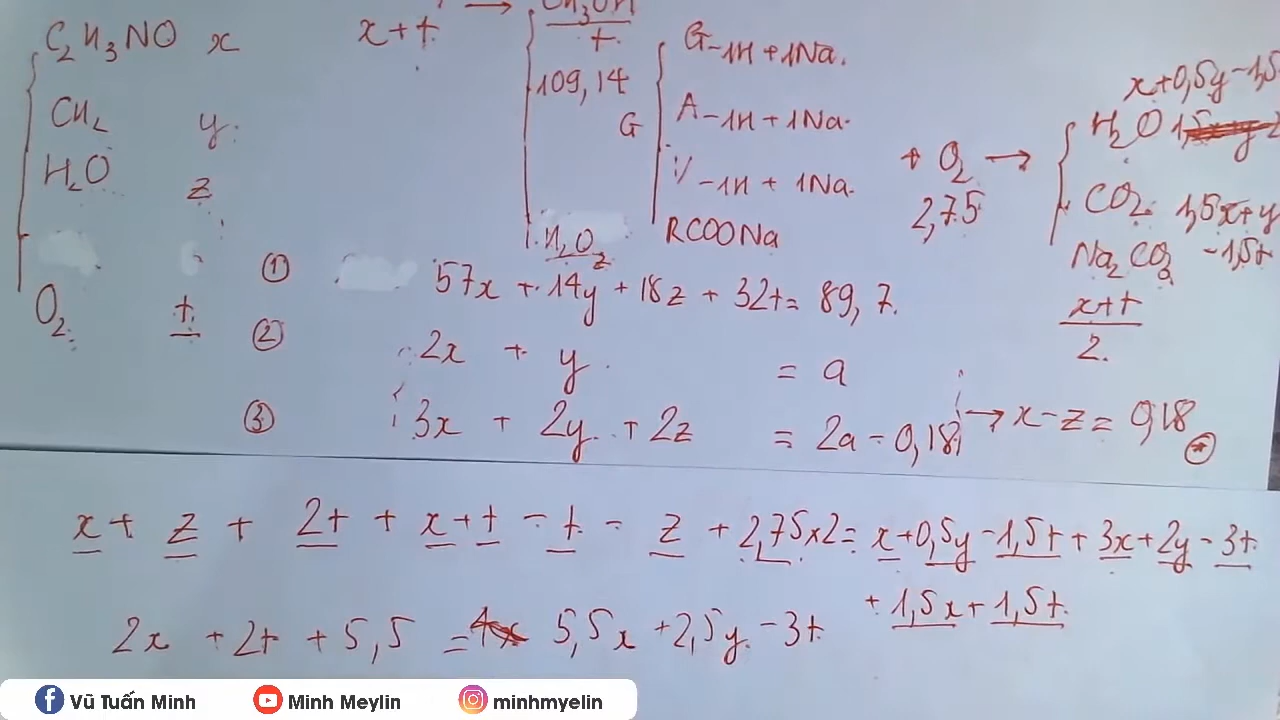 C2H3NO x
CH2 y
H2O z
O2 t
x+t →
CH3OH
t
109,14
G
H2O
z
G -1H + 1Na.
A -1H + 1Na.
V -1H + 1Na.
RCOONa
+ O2 →
2,75
x+0,5y-1,5
H2O
CO2 1,5x+y
-1,5t
Na2CO3
x+t
2.
① 57x + 14y + 18z + 32t = 89,7.
② 2x + y = a
③ 3x + 2y + 2z = 2a - 0,18 → x - z = 0,18 *
x + z + 2t + x + t - t - z + 2,75x2 = x+0,5y-1,5t + 3x+2y-3t
+ 1,5x + 1,5t.
2x + 2t + 5,5 = 5,5x + 2,5y - 3t
Vũ Tuấn Minh Minh Meylin minhmyelin